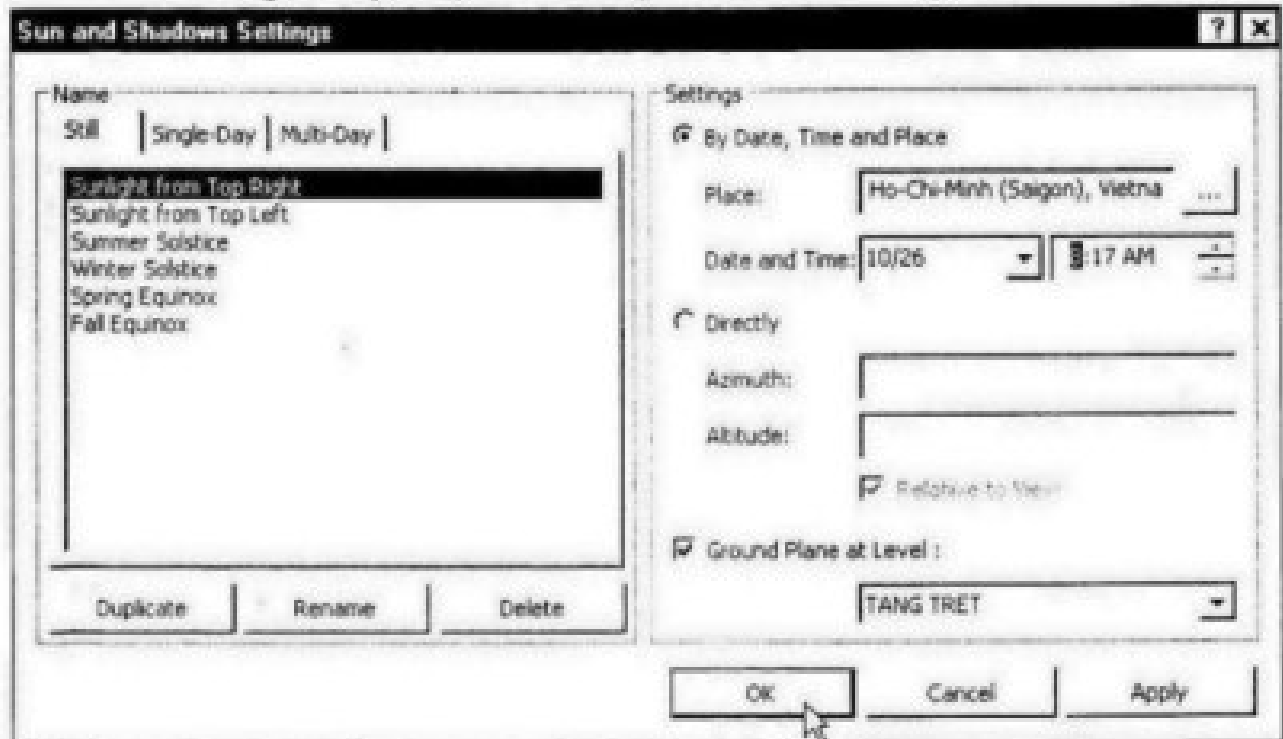 Sun and Shadows Settings
Name
Still Single-Day Multi-Day
Sunlight from Top Right
Sunlight from Top Left
Summer Solstice
Winter Solstice
Spring Equinox
Fall Equinox
Duplicate Rename Delete
Settings
By Date, Time and Place
Place: Ho-Chi-Minh (Saigon), Vietna ...
Date and Time: 10/26 :17 AM
Directly
Azimuth:
Altitude:
Relative to View
Ground Plane at Level :
TANG TRET
OK Cancel Apply